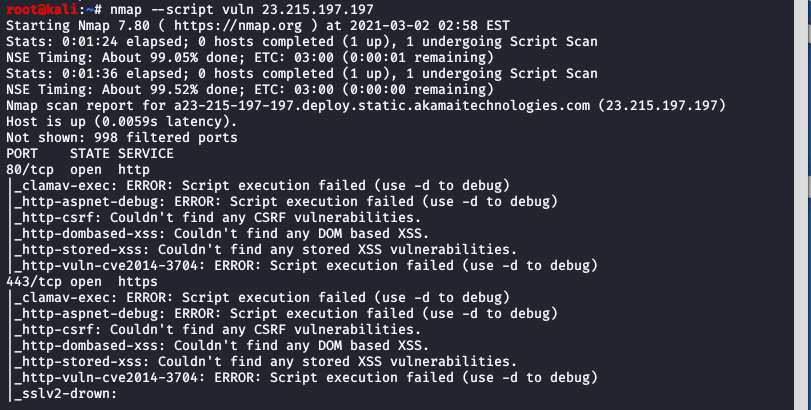 root@kali:~# nmap --script vuln 23.215.197.197
Starting Nmap 7.80 ( https://nmap.org ) at 2021-03-02 02:58 EST
Stats: 0:01:24 elapsed; 0 hosts completed (1 up), 1 undergoing Script Scan
NSE Timing: About 99.05% done; ETC: 03:00 (0:00:01 remaining)
Stats: 0:01:36 elapsed; 0 hosts completed (1 up), 1 undergoing Script Scan
NSE Timing: About 99.52% done; ETC: 03:00 (0:00:00 remaining)
Nmap scan report for a23-215-197-197.deploy.static.akamaitechnologies.com (23.215.197.197)
Host is up (0.0059s latency).
Not shown: 998 filtered ports
PORT    STATE SERVICE
80/tcp  open  http
|_clamav-exec: ERROR: Script execution failed (use -d to debug)
|_http-aspnet-debug: ERROR: Script execution failed (use -d to debug)
|_http-csrf: Couldn't find any CSRF vulnerabilities.
|_http-dombased-xss: Couldn't find any DOM based XSS.
|_http-stored-xss: Couldn't find any stored XSS vulnerabilities.
|_http-vuln-cve2014-3704: ERROR: Script execution failed (use -d to debug)
443/tcp open  https
|_clamav-exec: ERROR: Script execution failed (use -d to debug)
|_http-aspnet-debug: ERROR: Script execution failed (use -d to debug)
|_http-csrf: Couldn't find any CSRF vulnerabilities.
|_http-dombased-xss: Couldn't find any DOM based XSS.
|_http-stored-xss: Couldn't find any stored XSS vulnerabilities.
|_http-vuln-cve2014-3704: ERROR: Script execution failed (use -d to debug)
|_sslv2-drown: